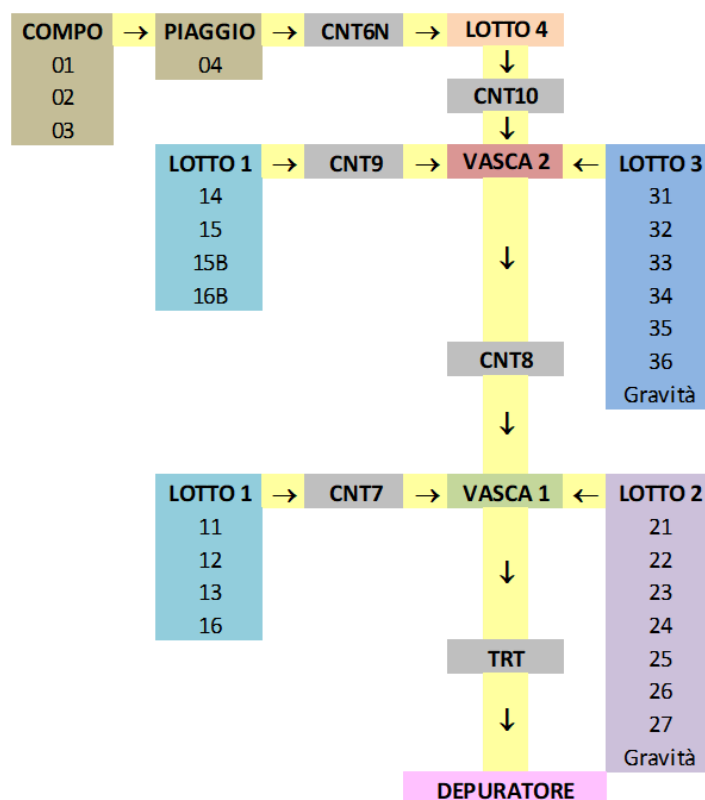 COMPO → PIAGGIO → CNT6N → LOTTO 4
01 04 ↓
02 CNT10
03 ↓
LOTTO 1 → CNT9 → VASCA 2 ← LOTTO 3
14 31
15 32
15B ↓ 33
16B 34
35
CNT8 36
Gravità
↓
LOTTO 1 → CNT7 → VASCA 1 ← LOTTO 2
11 21
12 22
13 ↓ 23
16 24
TRT 25
26
↓ 27
Gravità
DEPURATORE